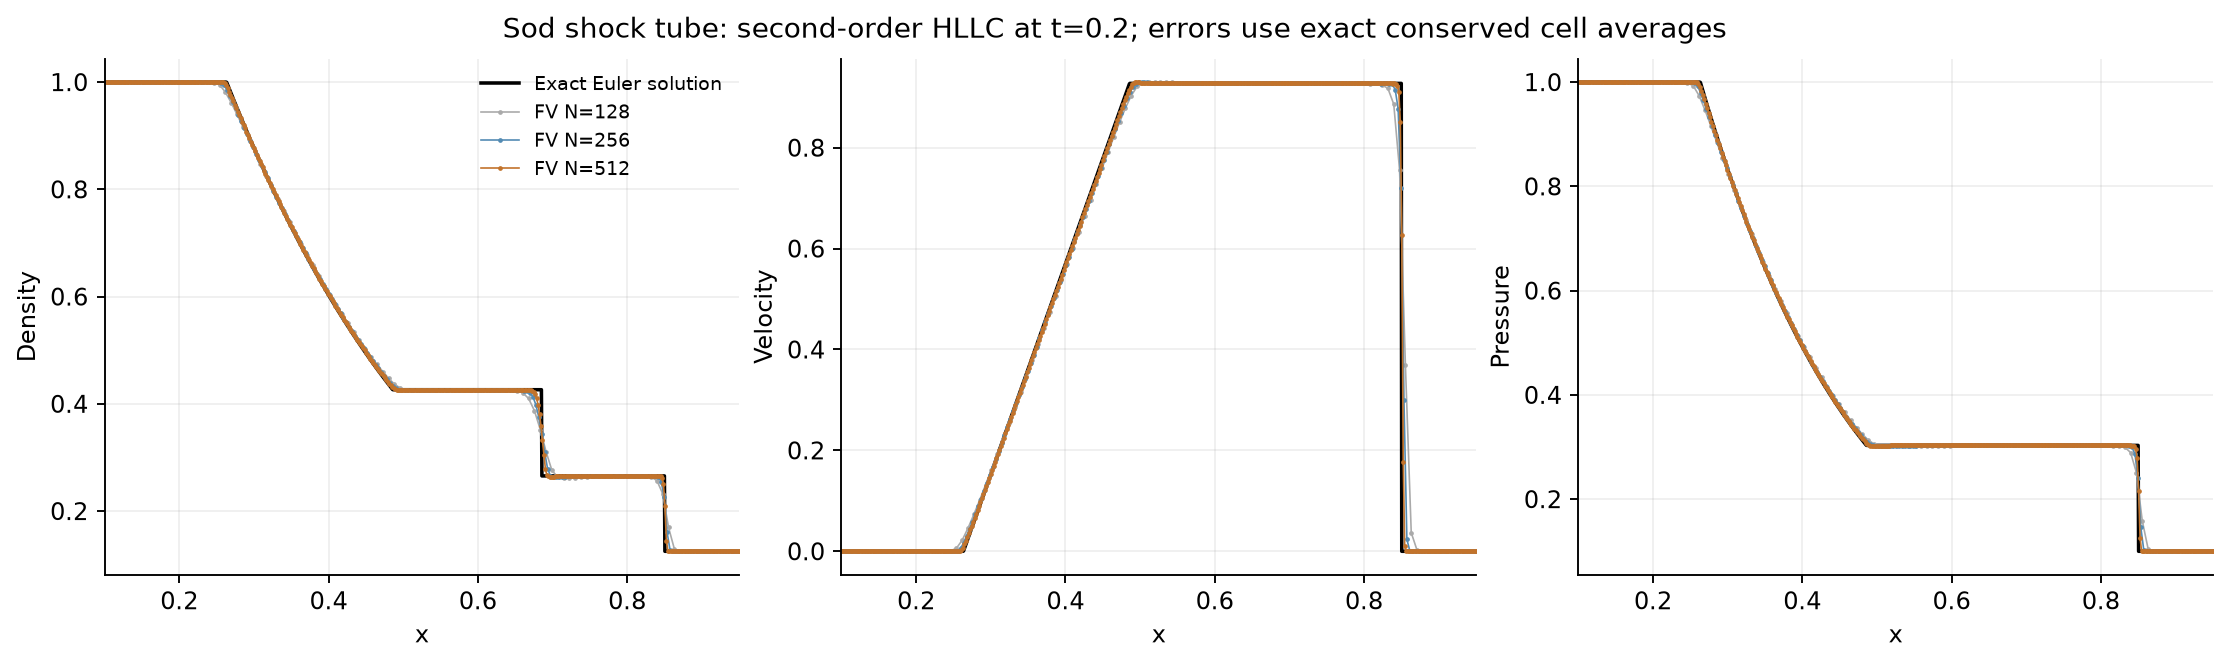 Sod shock tube: second-order HLLC at t=0.2; errors use exact conserved cell averages
Density
1.0
0.8
0.6
0.4
0.2
0.2 0.4 0.6 0.8
x
Exact Euler solution
FV N=128
FV N=256
FV N=512
Velocity
0.8
0.6
0.4
0.2
0.0
0.2 0.4 0.6 0.8
x
Pressure
1.0
0.8
0.6
0.4
0.2
0.2 0.4 0.6 0.8
x